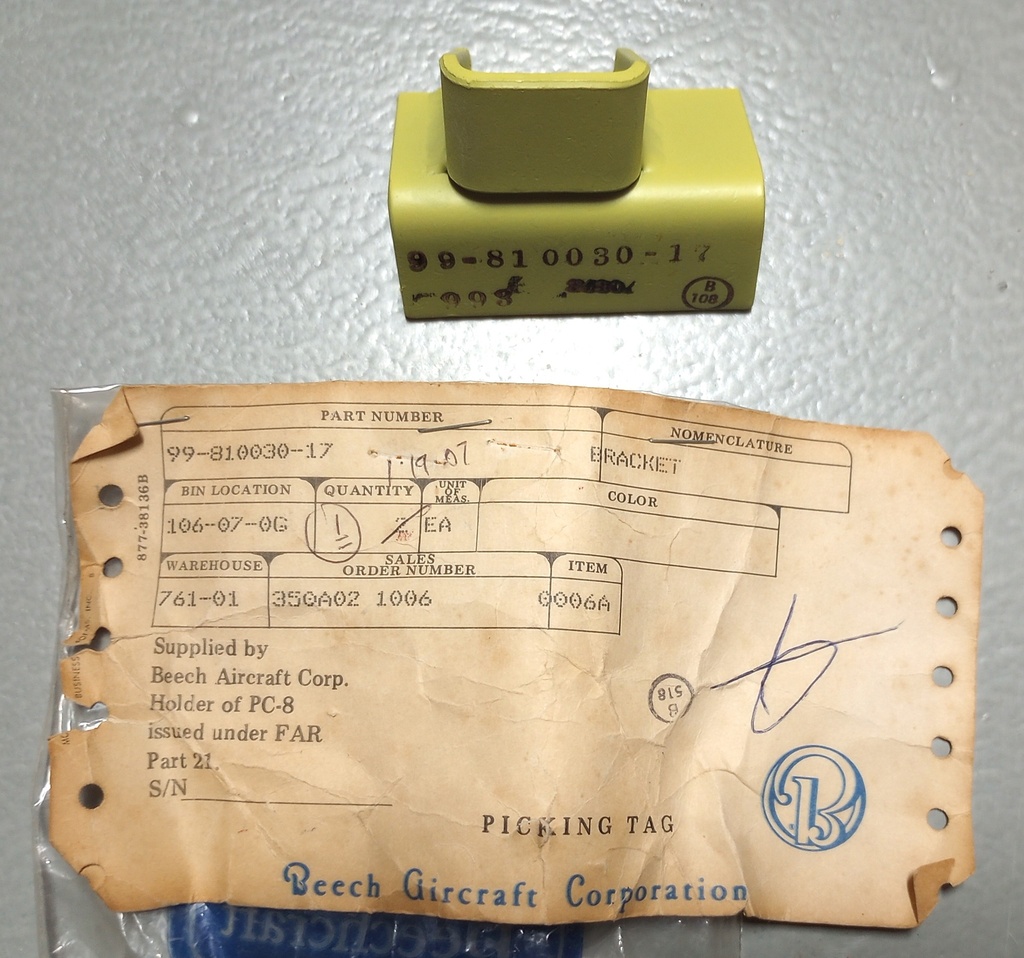 99-810030-17
B
108
PART NUMBER
NOMENCLATURE
99-810030-17
BRACKET
BIN LOCATION
QUANTITY
UNIT OF MEAS.
COLOR
106-07-0G
1
EA
WAREHOUSE
SALES ORDER NUMBER
ITEM
761-01
350A02 1006
0006A
877-38136B
BUSINESS
Supplied by
Beech Aircraft Corp.
Holder of PC-8
issued under FAR
Part 21.
S/N
B
518
B
PICKING TAG
Beech Aircraft Corporation
Beechcraft